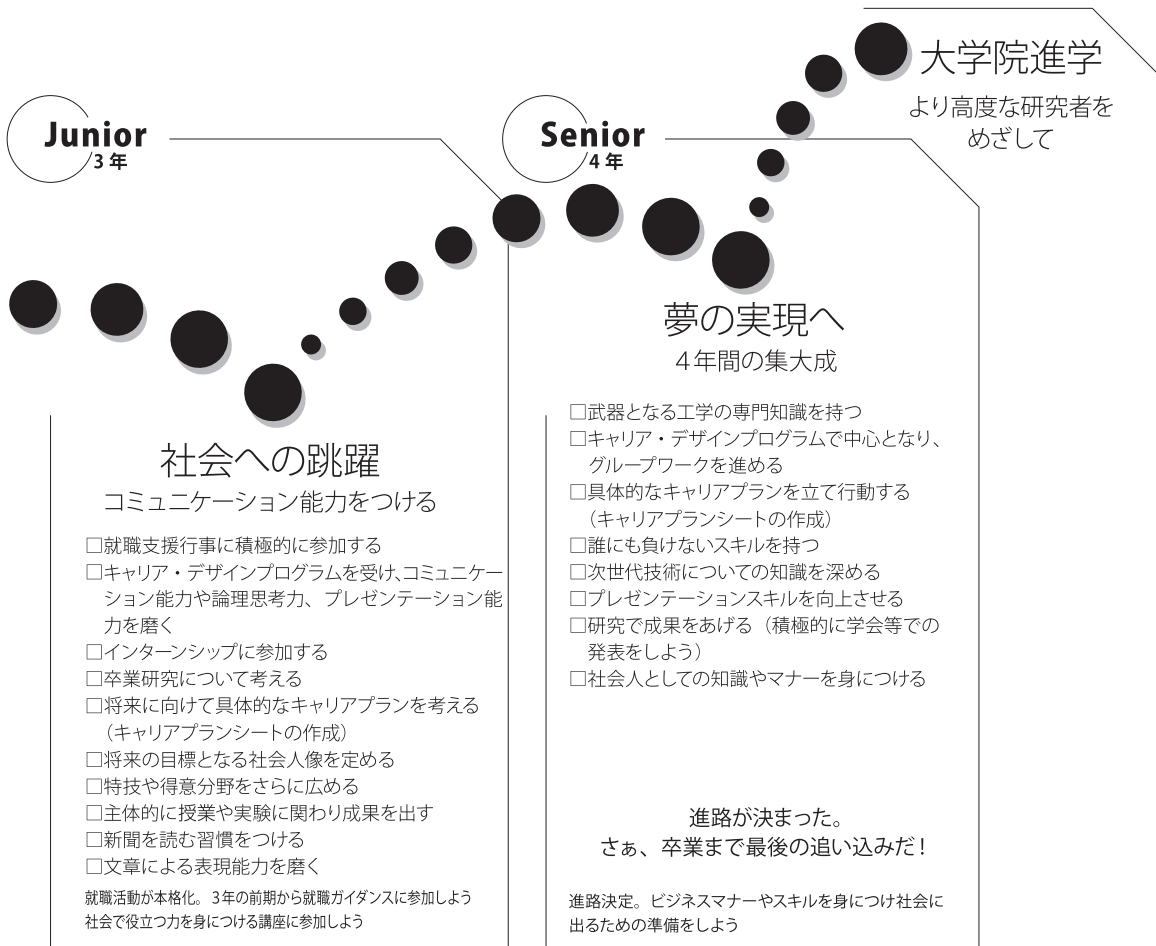 Junior
3年
社会への跳躍
コミュニケーション能力をつける
□就職支援行事に積極的に参加する
□キャリア・デザインプログラムを受け、コミュニケー
ション能力や論理思考力、プレゼンテーション能
力を磨く
□インターンシップに参加する
□卒業研究について考える
□将来に向けて具体的なキャリアプランを考える
（キャリアプランシートの作成）
□将来の目標となる社会人像を定める
□特技や得意分野をさらに広める
□主体的に授業や実験に関わり成果を出す
□新聞を読む習慣をつける
□文章による表現能力を磨く
就職活動が本格化。3年の前期から就職ガイダンスに参加しよう
社会で役立つ力を身につける講座に参加しよう
Senior
4年
夢の実現へ
4年間の集大成
□武器となる工学の専門知識を持つ
□キャリア・デザインプログラムで中心となり、
グループワークを進める
□具体的なキャリアプランを立て行動する
（キャリアプランシートの作成）
□誰にも負けないスキルを持つ
□次世代技術についての知識を深める
□プレゼンテーションスキルを向上させる
□研究で成果をあげる（積極的に学会等での
発表をしよう）
□社会人としての知識やマナーを身につける
進路が決まった。
さぁ、卒業まで最後の追い込みだ！
進路決定。ビジネスマナーやスキルを身につけ社会に
出るための準備をしよう
大学院進学
より高度な研究者を
めざして